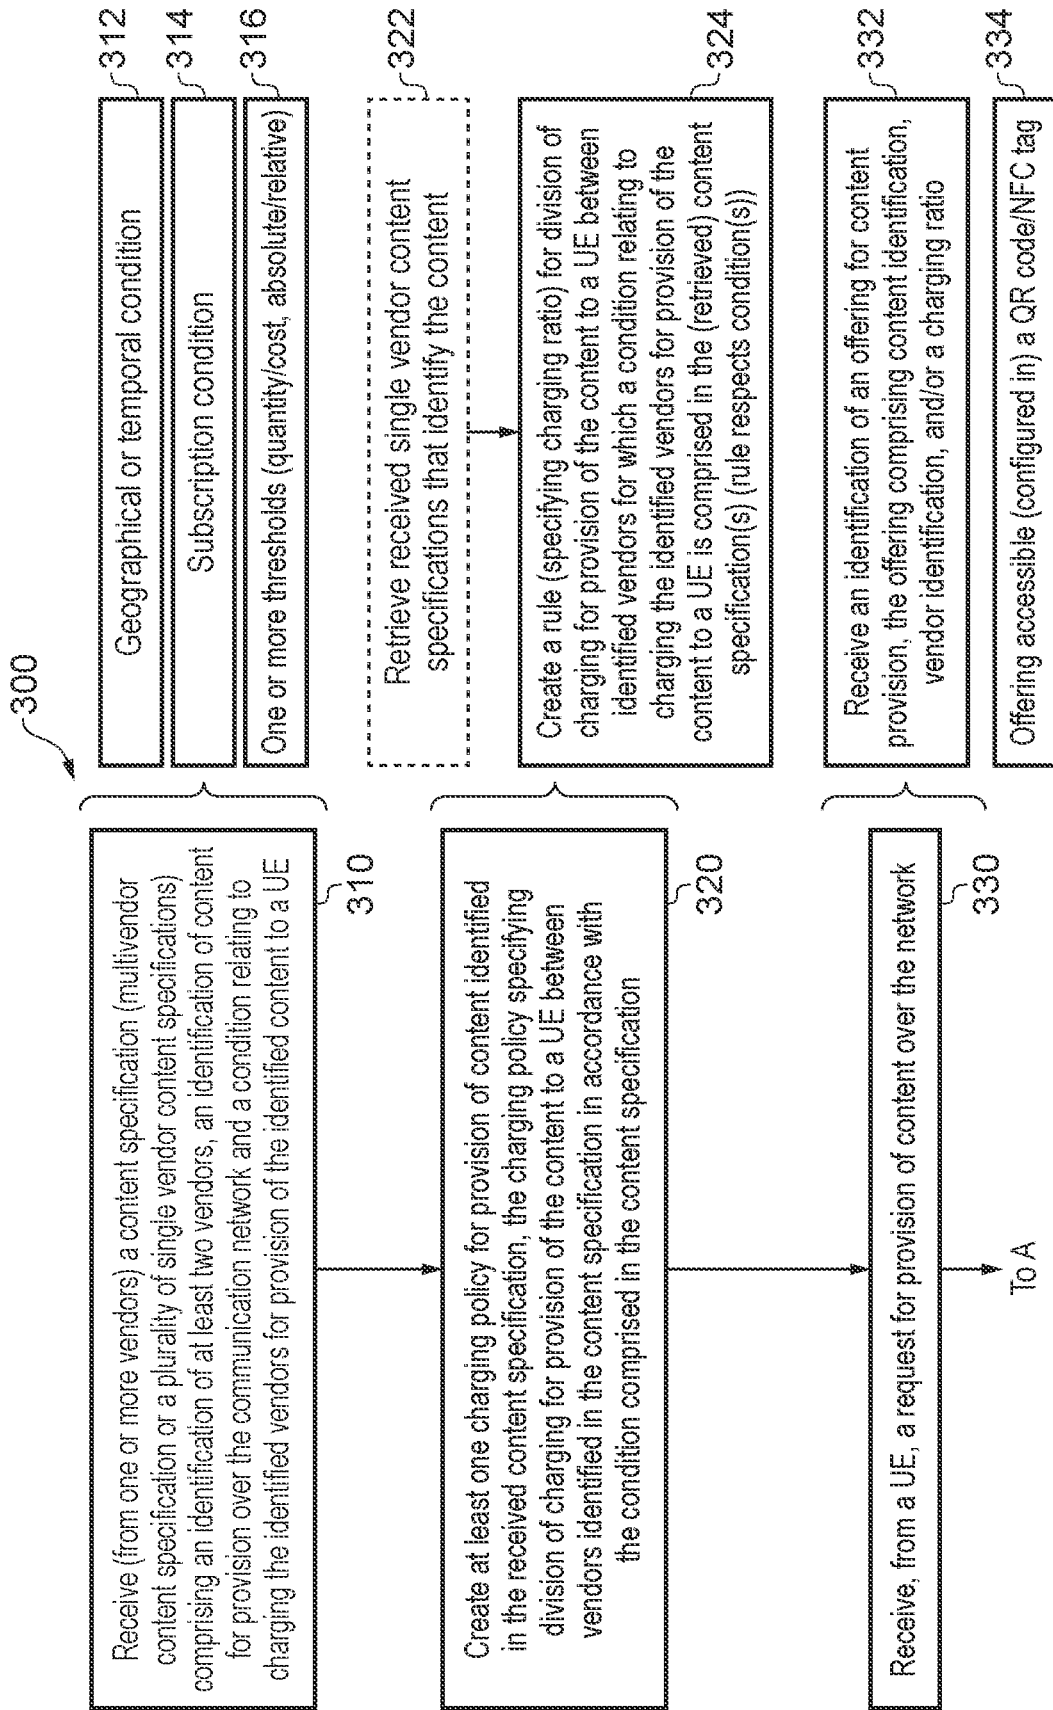 300
Receive (from one or more vendors) a content specification (multivendor
content specification or a plurality of single vendor content specifications)
comprising an identification of at least two vendors, an identification of content
for provision over the communication network and a condition relating to
charging the identified vendors for provision of the identified content to a UE
310
Geographical or temporal condition
312
Subscription condition
314
One or more thresholds (quantity/cost, absolute/relative)
316
Create at least one charging policy for provision of content identified
in the received content specification, the charging policy specifying
division of charging for provision of the content to a UE between
vendors identified in the content specification in accordance with
the condition comprised in the content specification
320
Retrieve received single vendor content
specifications that identify the content
322
Create a rule (specifying charging ratio) for division of
charging for provision of the content to a UE between
identified vendors for which a condition relating to
charging the identified vendors for provision of the
content to a UE is comprised in the (retrieved) content
specification(s) (rule respects condition(s))
324
Receive, from a UE, a request for provision of content over the network
330
Receive an identification of an offering for content
provision, the offering comprising content identification,
vendor identification, and/or a charging ratio
332
Offering accessible (configured in) a QR code/NFC tag
334
To A